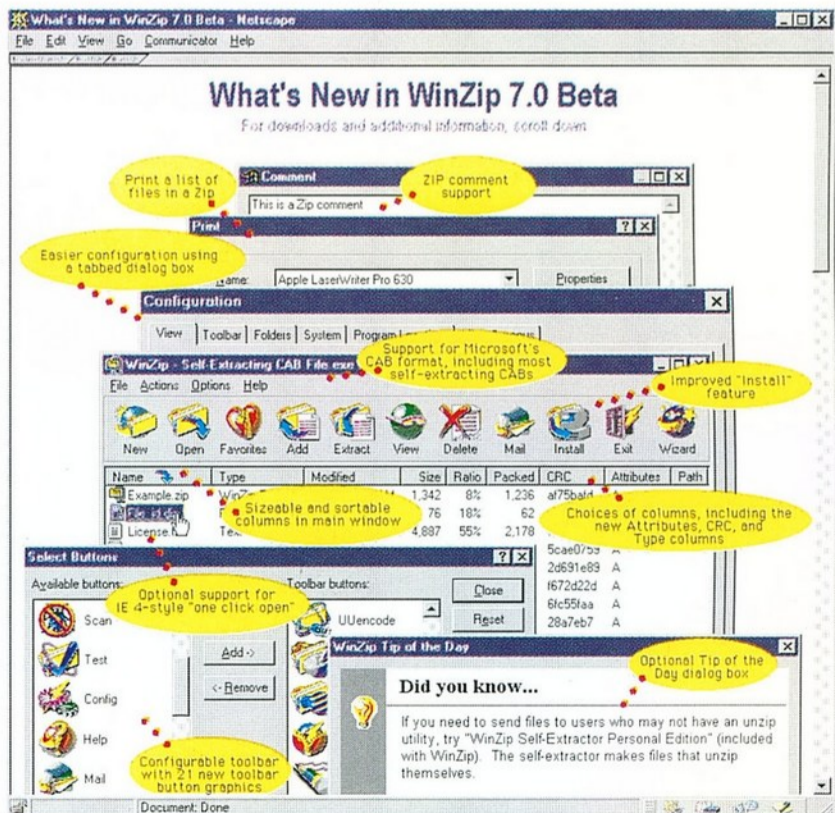 What's New in WinZip 7.0 Beta - Netscape
File Edit View Go Communicator Help
What's New in WinZip 7.0 Beta
For downloads and additional information, scroll down
Print a list of
files in a Zip
Comment
ZIP comment
support
This is a Zip comment
Print
Easier configuration using
a tabbed dialog box
Name: Apple LaserWriter Pro 630 Properties
Configuration
View Toolbar Folders System
Support for Microsoft's
CAB format, including most
self-extracting CABs
WinZip - Self-Extracting CAB File.exe
File Actions Options Help
Improved "Install"
feature
New Open Favorites Add Extract View Delete Mail Install Exit Wizard
Name Type Modified Size Ratio Packed CRC Attributes Path
Example.zip 1,342 8% 1,236 af75bafd
76 18% 62
License. 4,887 55% 2,178
Sizeable and sortable
columns in main window
Choices of columns, including the
new Attributes, CRC, and
Type columns
5cae0759 A
2d691e89 A
f672d22d A
6fc55faa A
28a7eb7 A
Select Buttons
Available buttons: Toolbar buttons: Close
Optional support for
IE 4-style "one click open"
Scan UUencode Reset
Test Add ->
Config <- Remove
Help
Mail
Configurable toolbar
with 21 new toolbar
button graphics
WinZip Tip of the Day
Optional Tip of the
Day dialog box
Did you know...
If you need to send files to users who may not have an unzip
utility, try "WinZip Self-Extractor Personal Edition" (included
with WinZip). The self-extractor makes files that unzip
themselves.
Document: Done